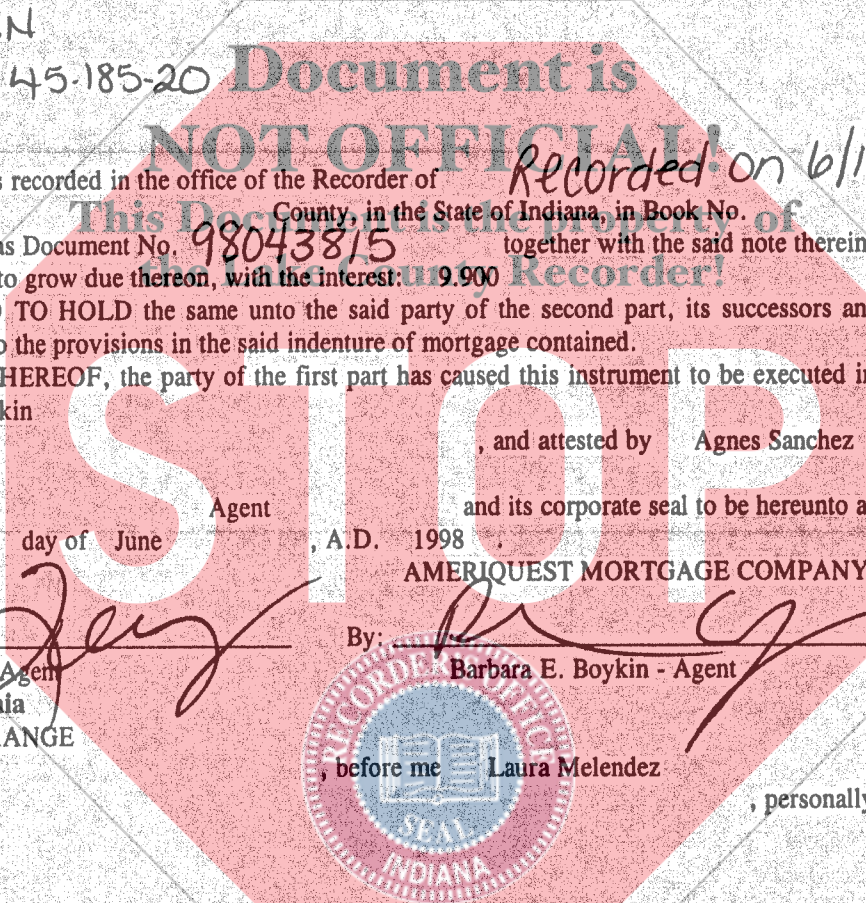 N
45-185-20
Document is
NOT OFFICIAL!
recorded in the office of the Recorder of Recorded on 6/1
This Document is the property of
County, in the State of Indiana, in Book No.
as Document No. 98043815 together with the said note therein
the Lake County Recorder!
to grow due thereon, with the interest: 9.900
TO HOLD the same unto the said party of the second part, its successors an
the provisions in the said indenture of mortgage contained.
HEREOF, the party of the first part has caused this instrument to be executed in
kin
, and attested by Agnes Sanchez
STOP
Agent and its corporate seal to be hereunto a
day of June , A.D. 1998 .
AMERIQUEST MORTGAGE COMPANY
By:
Agent Barbara E. Boykin - Agent
nia
RANGE
, before me Laura Melendez
, personally
RECORDER'S OFFICE
SEAL
INDIANA